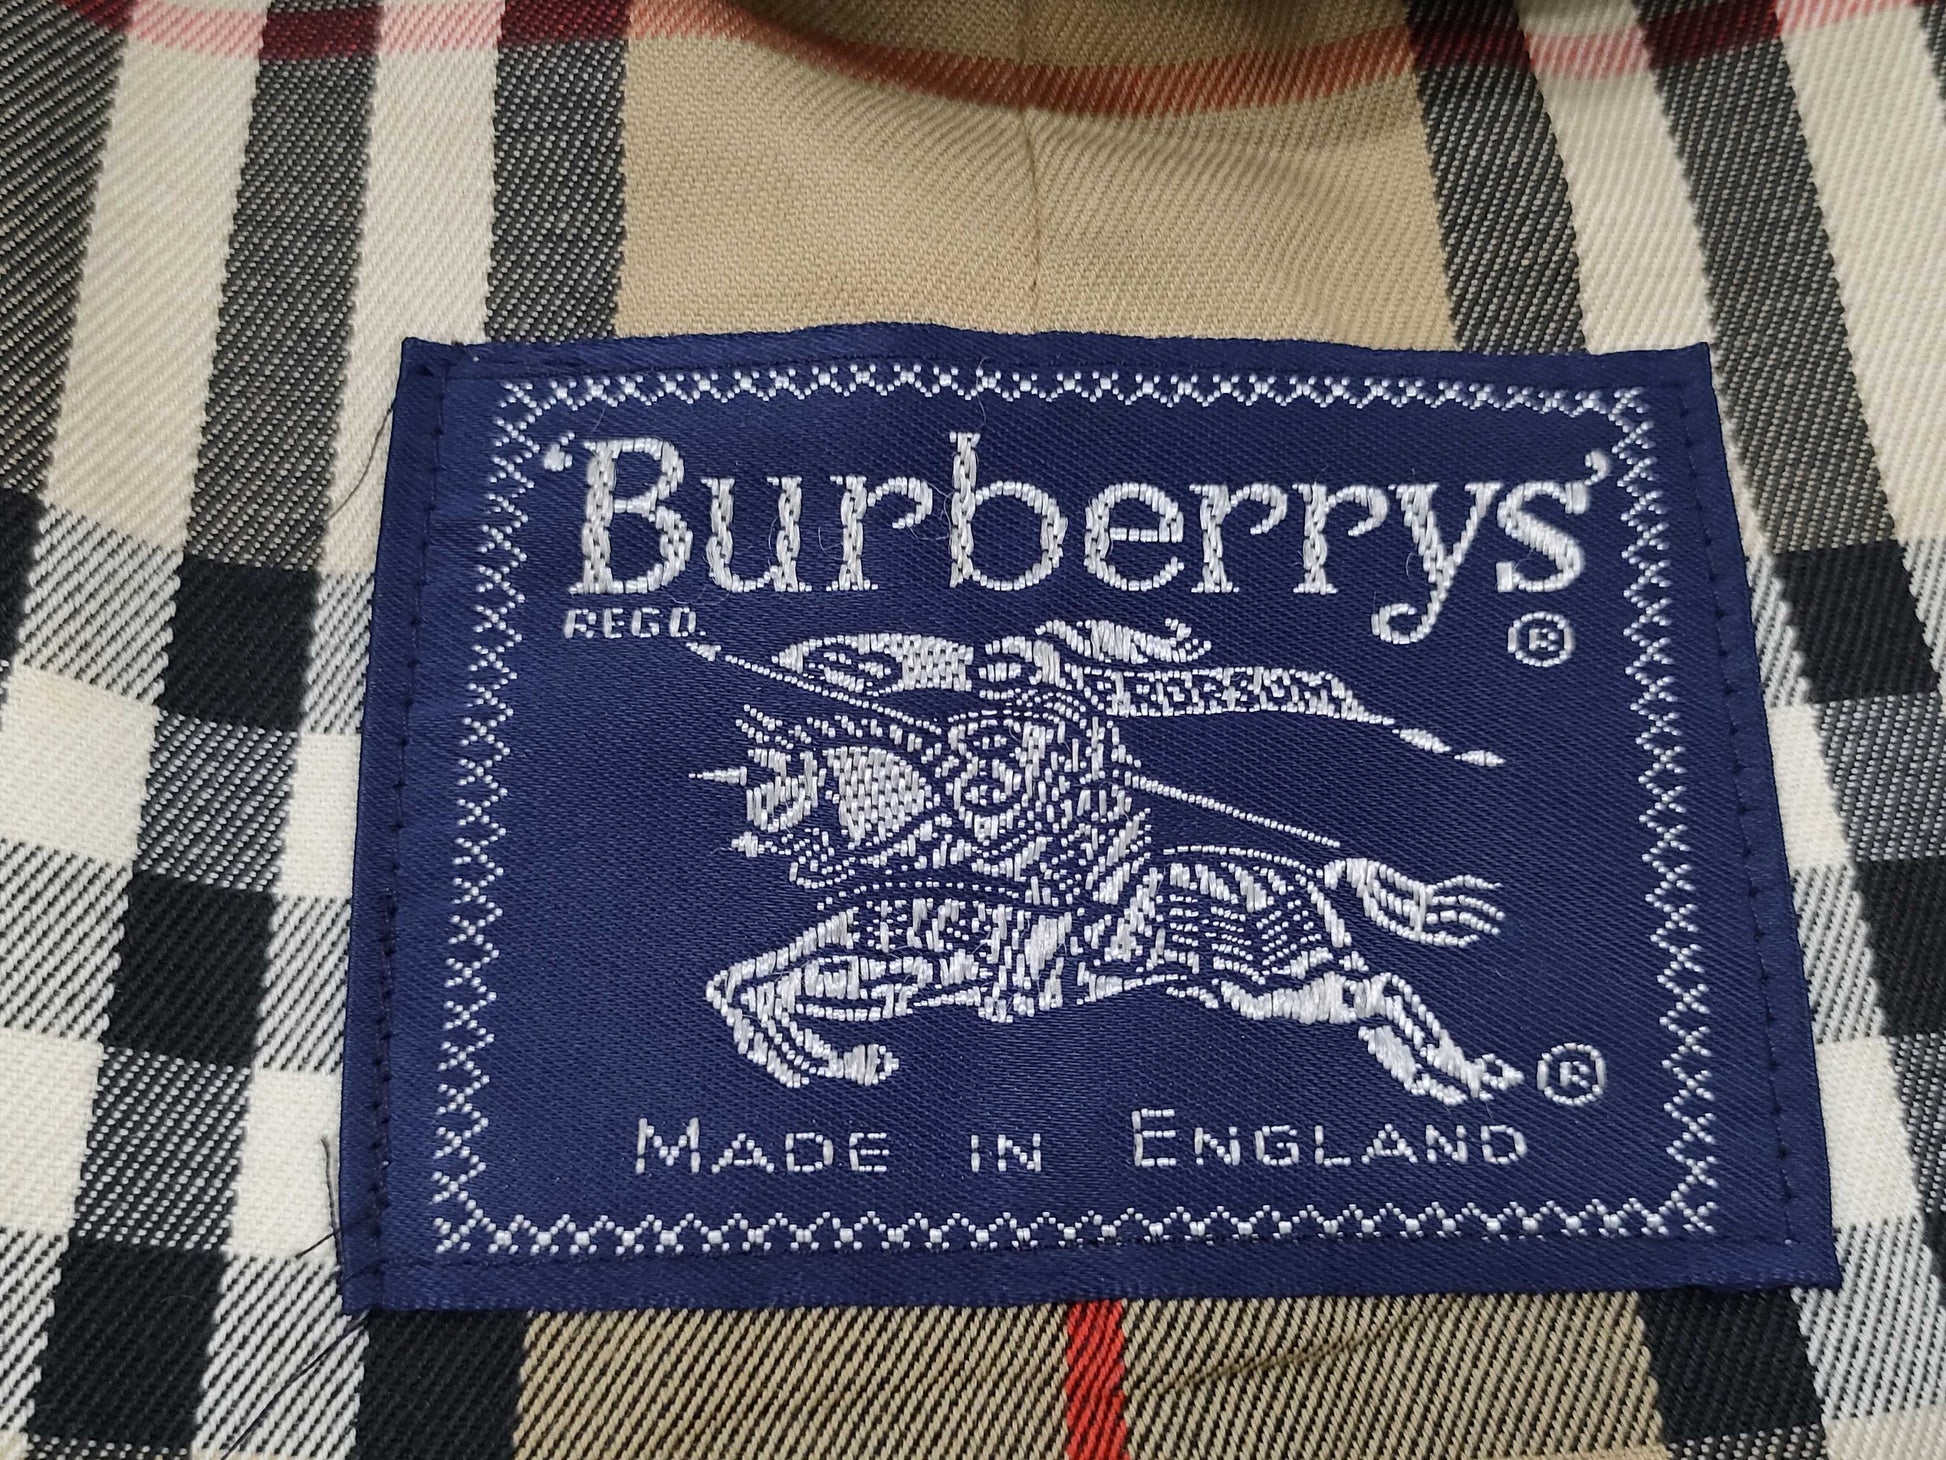 'Burberrys'
REGD. ®
®
MADE IN ENGLAND